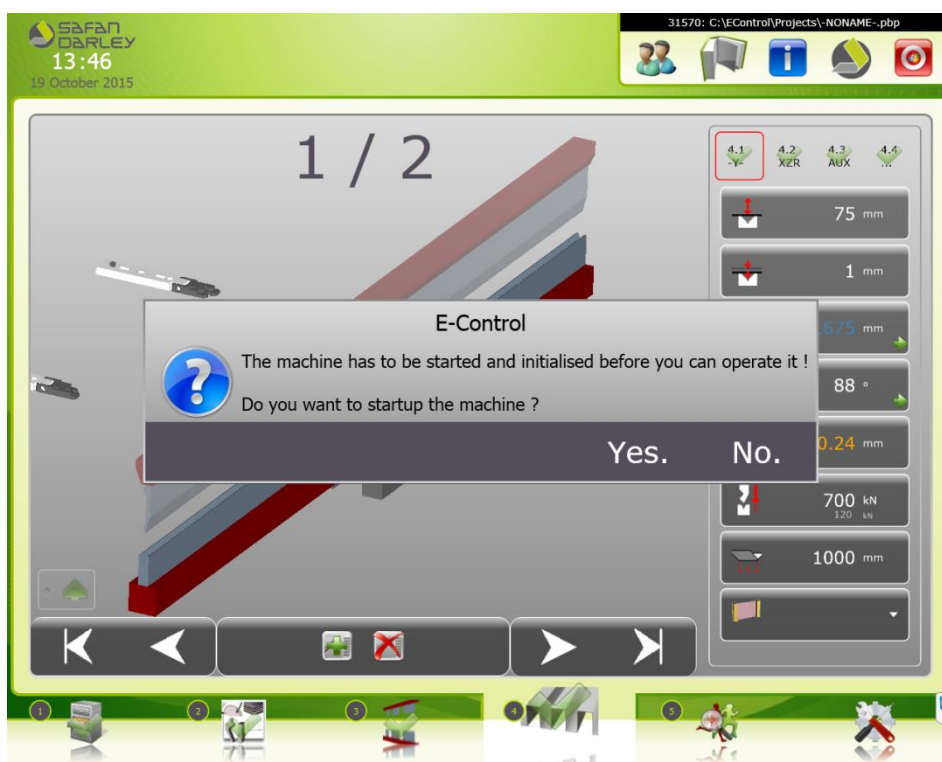 31570: C:\EControl\Projects\-NONAME-.pbp
SAFAN
DARLEY
13:46
19 October 2015
1 / 2
4.1
-Y-
4.2
XZR
4.3
AUX
4.4
...
75 mm
1 mm
.675 mm
88 °
0.24 mm
700 kN
120 kN
1000 mm
E-Control
The machine has to be started and initialised before you can operate it !
Do you want to startup the machine ?
Yes. No.
1
2
3
4
5